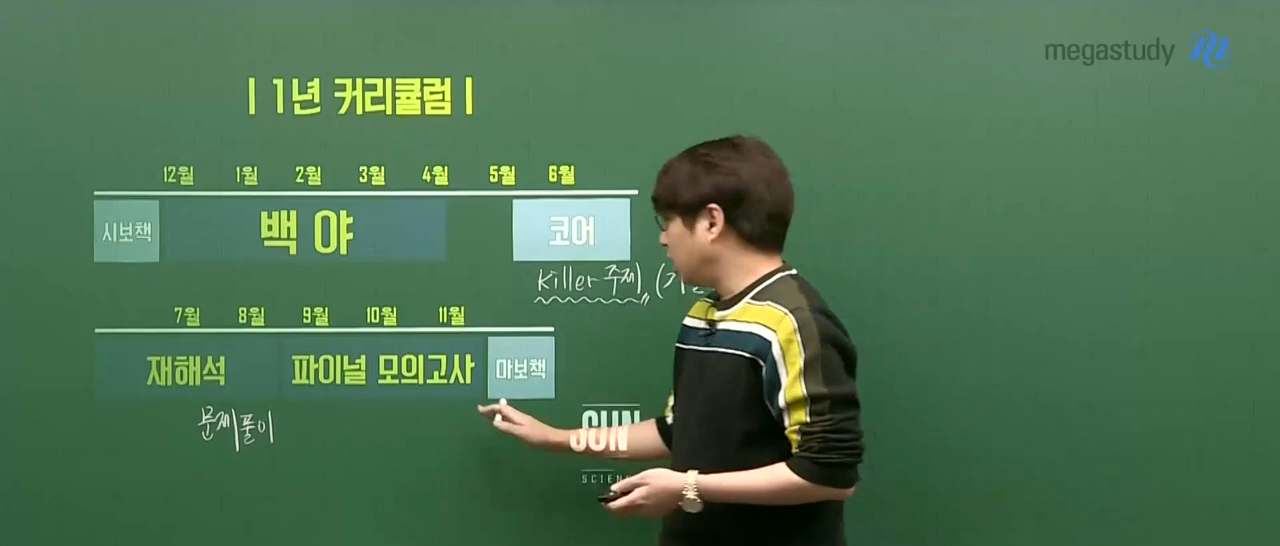 megastudy
| 1년 커리큘럼 |
12월 1월 2월 3월 4월 5월 6월
시보책 백야 코어
Killer 주제, (기
7월 8월 9월 10월 11월
재해석 파이널 모의고사 마보책
문제풀이
SUN
SCIEN